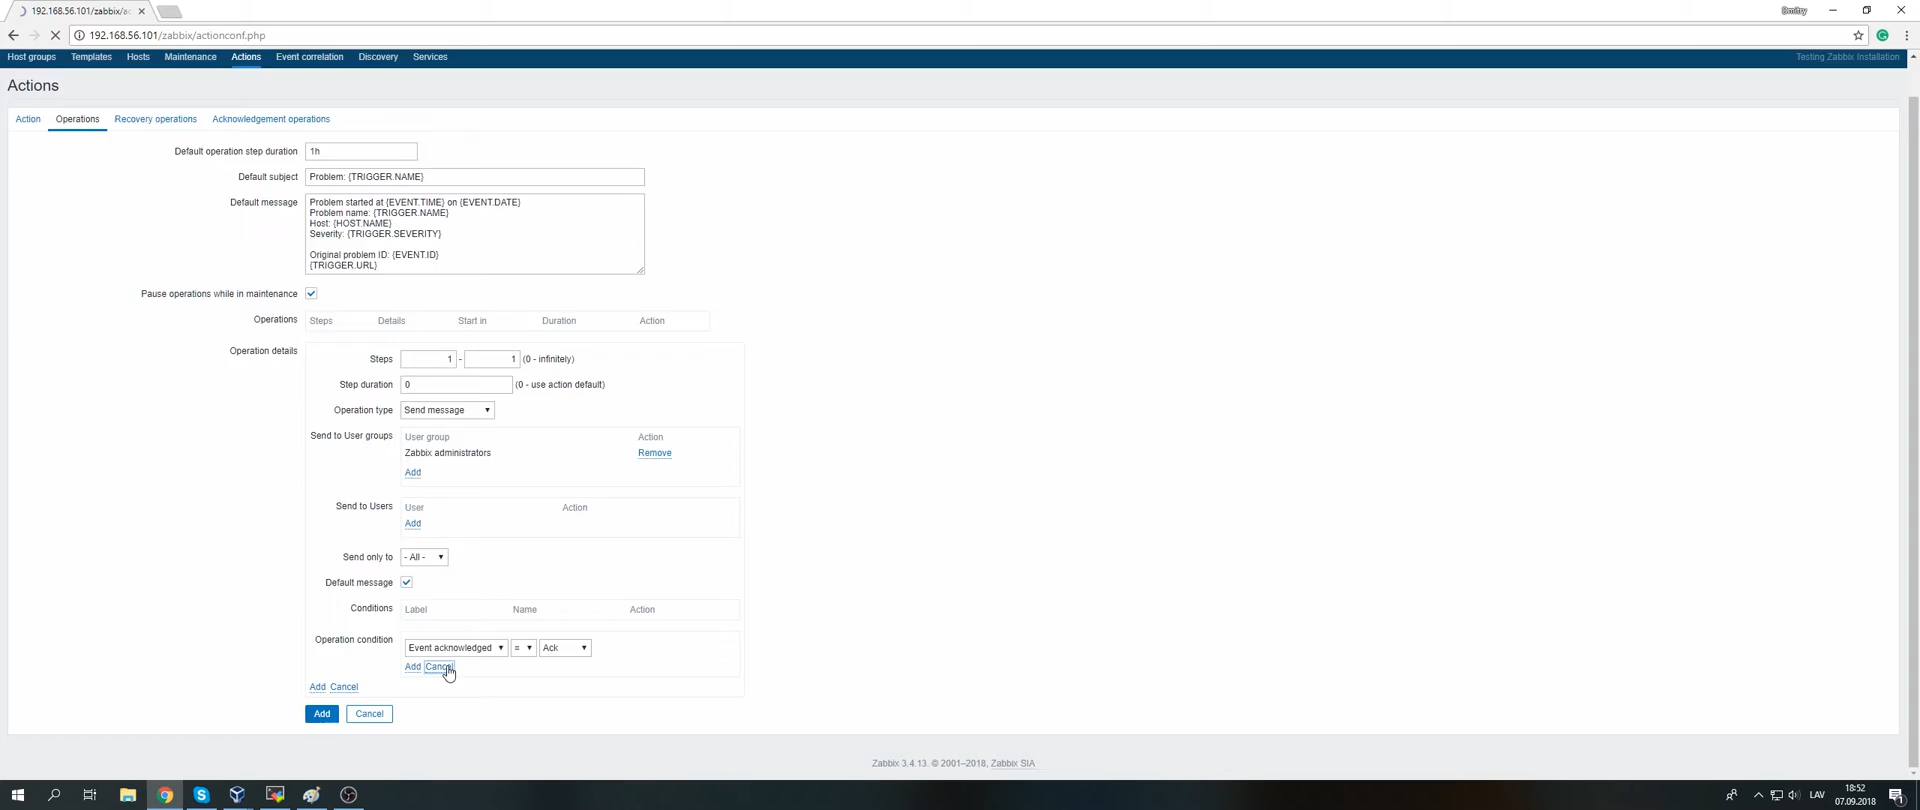 192.168.56.101/zabbix/ac
Dmitry
192.168.56.101/zabbix/actionconf.php
Host groups Templates Hosts Maintenance Actions Event correlation Discovery Services Testing Zabbix Installation
Actions
Action Operations Recovery operations Acknowledgement operations
Default operation step duration 1h
Default subject Problem: {TRIGGER.NAME}
Default message Problem started at {EVENT.TIME} on {EVENT.DATE}
Problem name: {TRIGGER.NAME}
Host: {HOST.NAME}
Severity: {TRIGGER.SEVERITY}
Original problem ID: {EVENT.ID}
{TRIGGER.URL}
Pause operations while in maintenance
Operations Steps Details Start in Duration Action
Operation details
Steps 1 - 1 (0 - infinitely)
Step duration 0 (0 - use action default)
Operation type Send message
Send to User groups User group Action
Zabbix administrators Remove
Add
Send to Users User Action
Add
Send only to - All -
Default message
Conditions Label Name Action
Operation condition Event acknowledged = Ack
Add Cancel
Add Cancel
Add Cancel
Zabbix 3.4.13. © 2001–2018, Zabbix SIA
LAV 18:52
07.09.2018
1